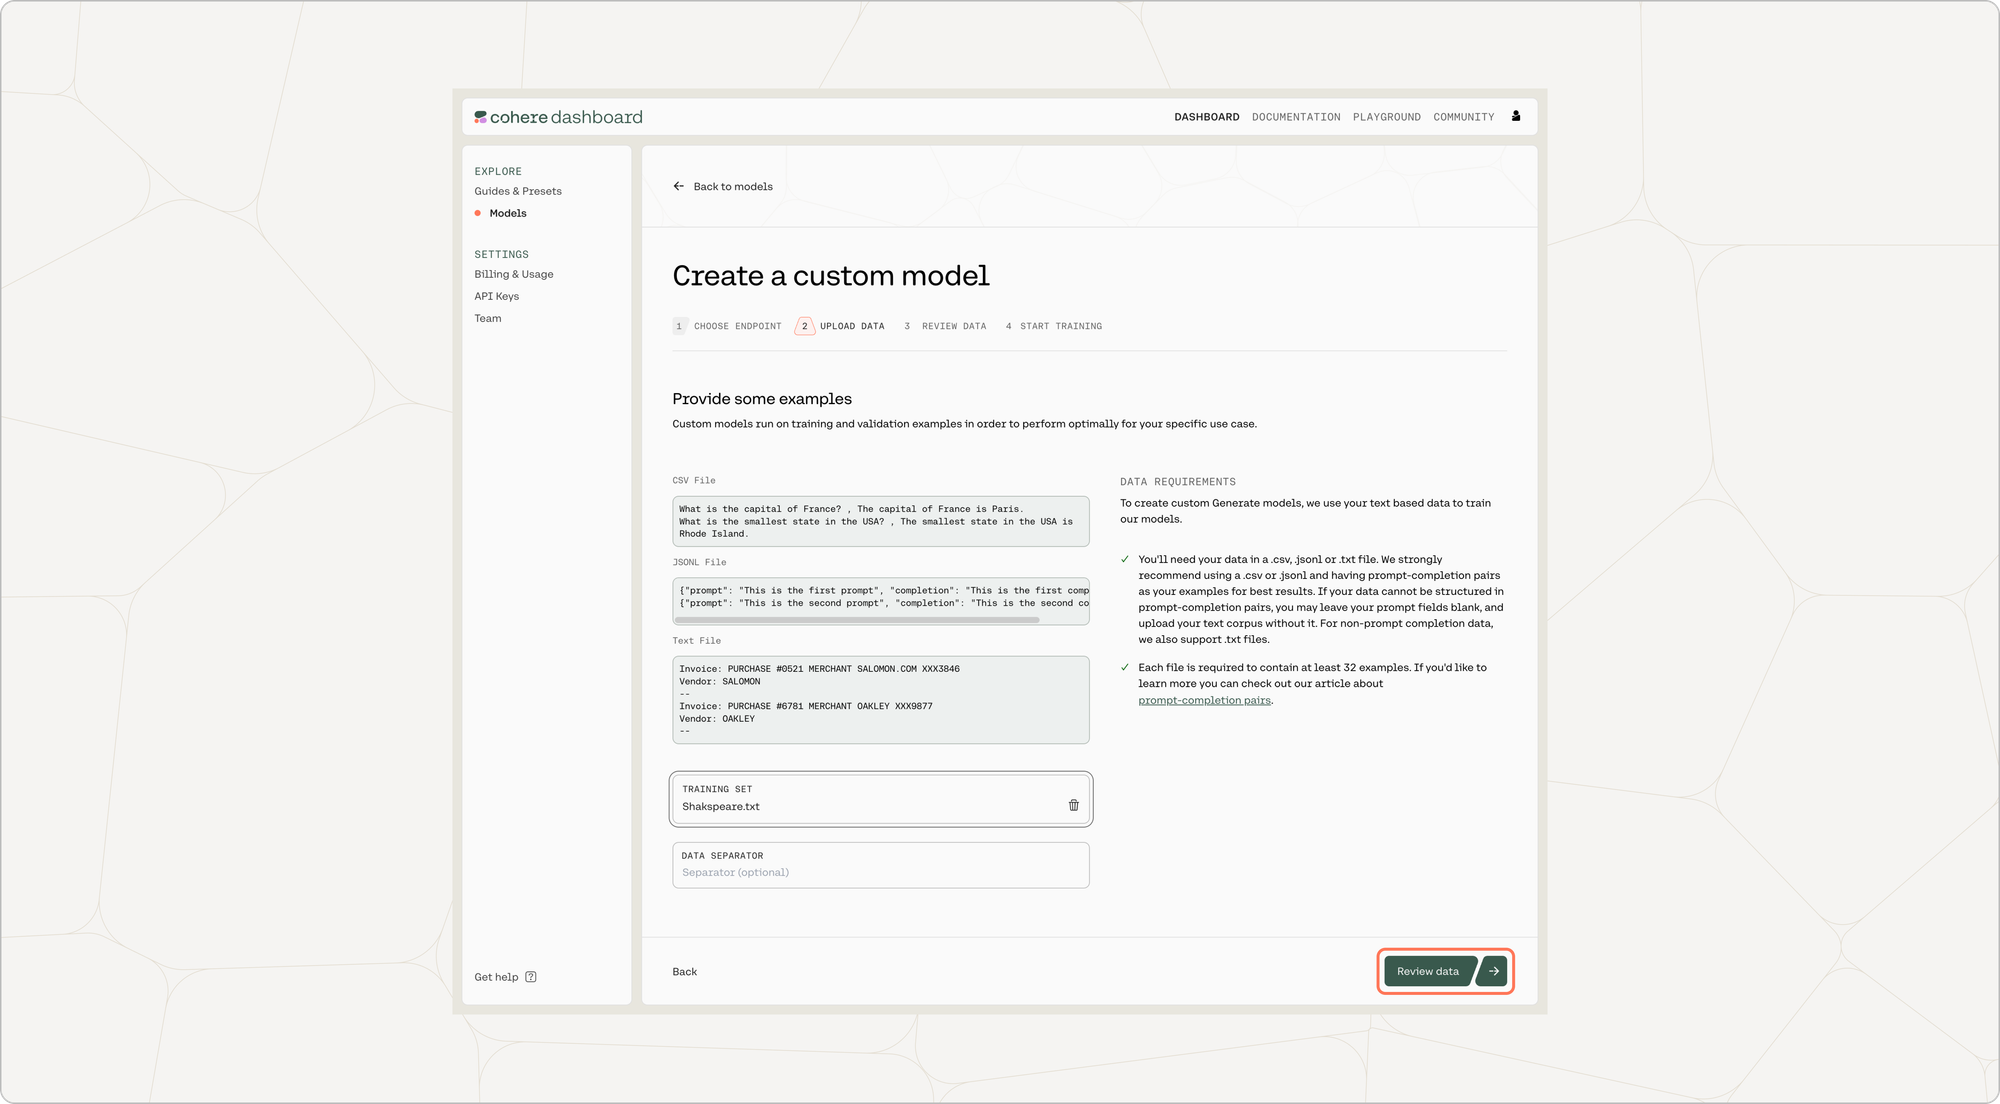 cohere dashboard
DASHBOARD DOCUMENTATION PLAYGROUND COMMUNITY
EXPLORE
Guides & Presets
Models
SETTINGS
Billing & Usage
API Keys
Team
Get help ?
← Back to models
Create a custom model
1 CHOOSE ENDPOINT 2 UPLOAD DATA 3 REVIEW DATA 4 START TRAINING
Provide some examples
Custom models run on training and validation examples in order to perform optimally for your specific use case.
CSV File
What is the capital of France? , The capital of France is Paris.
What is the smallest state in the USA? , The smallest state in the USA is
Rhode Island.
JSONL File
{"prompt": "This is the first prompt", "completion": "This is the first comp
{"prompt": "This is the second prompt", "completion": "This is the second co
Text File
Invoice: PURCHASE #0521 MERCHANT SALOMON.COM XXX3846
Vendor: SALOMON
--
Invoice: PURCHASE #6781 MERCHANT OAKLEY XXX9877
Vendor: OAKLEY
--
TRAINING SET
Shakspeare.txt
DATA SEPARATOR
Separator (optional)
DATA REQUIREMENTS
To create custom Generate models, we use your text based data to train
our models.
You'll need your data in a .csv, .jsonl or .txt file. We strongly
recommend using a .csv or .jsonl and having prompt-completion pairs
as your examples for best results. If your data cannot be structured in
prompt-completion pairs, you may leave your prompt fields blank, and
upload your text corpus without it. For non-prompt completion data,
we also support .txt files.
Each file is required to contain at least 32 examples. If you'd like to
learn more you can check out our article about
prompt-completion pairs.
Back
Review data →